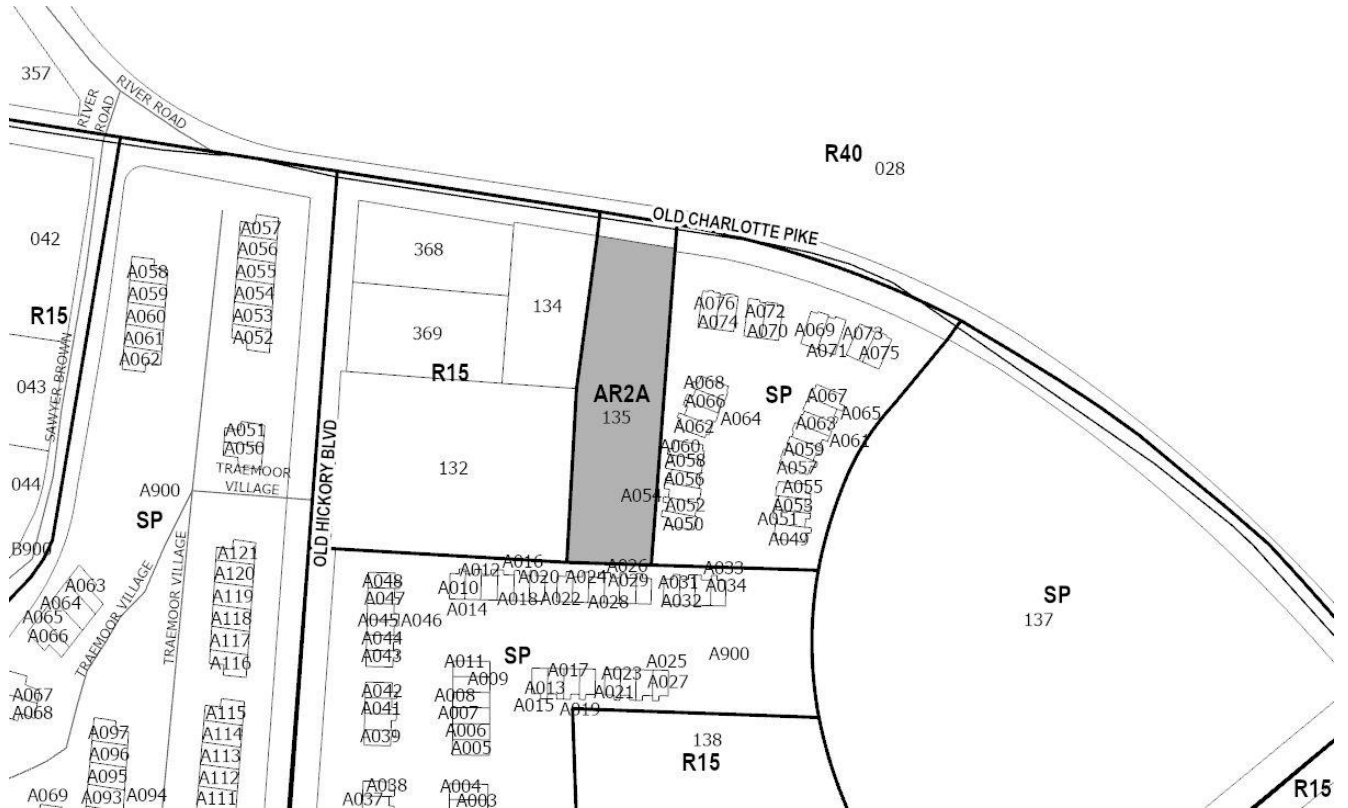 357
RIVER ROAD
RIVER
ROAD
R40
028
OLD CHARLOTTE PIKE
042
R15
043
SAWYER BROWN
044
B900
A057
A056
A055
A054
A053
A052
A058
A059
A060
A061
A062
A051
A050
TRAEMOOR
VILLAGE
A900
SP
TRAEMOOR VILLAGE
TRAEMOOR VILLAGE
A063
A064
A065
A066
A067
A068
A121
A120
A119
A118
A117
A116
A115
A114
A113
A112
A111
A097
A096
A095
A093
A094
A069
OLD HICKORY BLVD
368
369
134
R15
132
AR2A
135
A076
A074
A072
A070
A069
A071
A073
A075
SP
A068
A066
A064
A062
A060
A058
A056
A054
A052
A050
A067
A065
A063
A061
A059
A057
A055
A053
A051
A049
A048
A047
A045
A046
A044
A043
A042
A041
A039
A038
A037
A016
A012
A010
A014
A020
A018
A022
A024
A026
A029
A028
A031
A032
A033
A034
SP
A900
A011
A009
A008
A007
A006
A005
A004
A003
A017
A013
A015
A019
A023
A021
A025
A027
138
R15
SP
137
R15